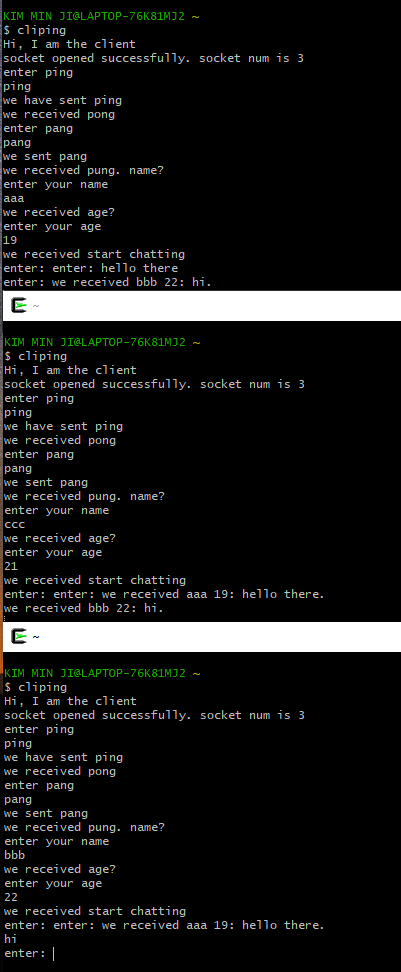 KIM MIN JI@LAPTOP-76K81MJ2 ~
$ cliping
Hi, I am the client
socket opened successfully. socket num is 3
enter ping
ping
we have sent ping
we received pong
enter pang
pang
we sent pang
we received pung. name?
enter your name
aaa
we received age?
enter your age
19
we received start chatting
enter: enter: hello there
enter: we received bbb 22: hi.
~
KIM MIN JI@LAPTOP-76K81MJ2 ~
$ cliping
Hi, I am the client
socket opened successfully. socket num is 3
enter ping
ping
we have sent ping
we received pong
enter pang
pang
we sent pang
we received pung. name?
enter your name
ccc
we received age?
enter your age
21
we received start chatting
enter: enter: we received aaa 19: hello there.
we received bbb 22: hi.
~
KIM MIN JI@LAPTOP-76K81MJ2 ~
$ cliping
Hi, I am the client
socket opened successfully. socket num is 3
enter ping
ping
we have sent ping
we received pong
enter pang
pang
we sent pang
we received pung. name?
enter your name
bbb
we received age?
enter your age
22
we received start chatting
enter: enter: we received aaa 19: hello there.
hi
enter: